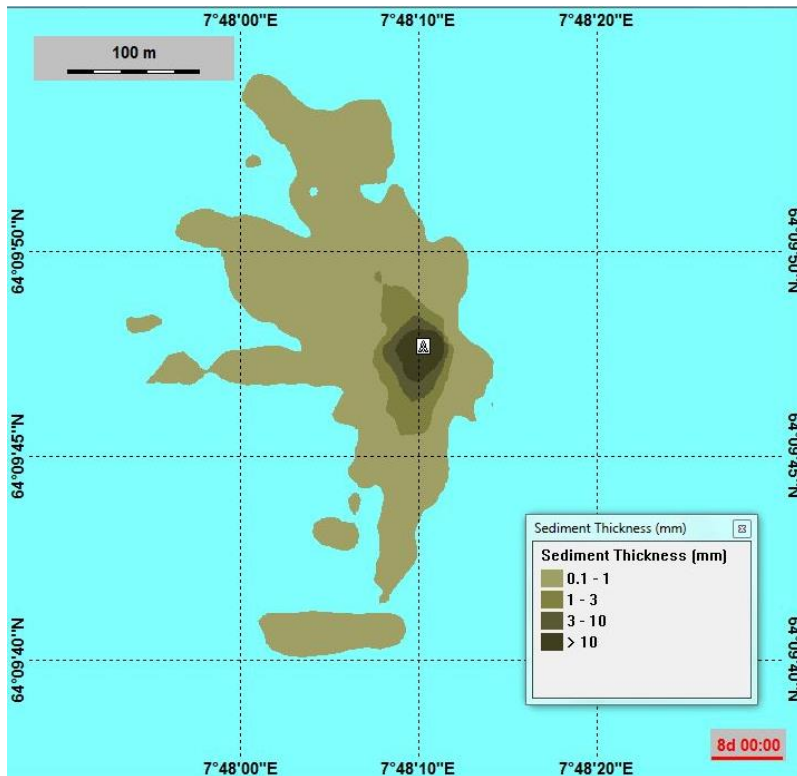 7°48'00"E 7°48'10"E 7°48'20"E
100 m
64°09'50"N 64°09'50"N
64°09'45"N 64°09'45"N
Sediment Thickness (mm)
Sediment Thickness (mm)
0.1 - 1
1 - 3
3 - 10
> 10
64°09'40"N 64°09'40"N
8d 00:00
7°48'00"E 7°48'10"E 7°48'20"E